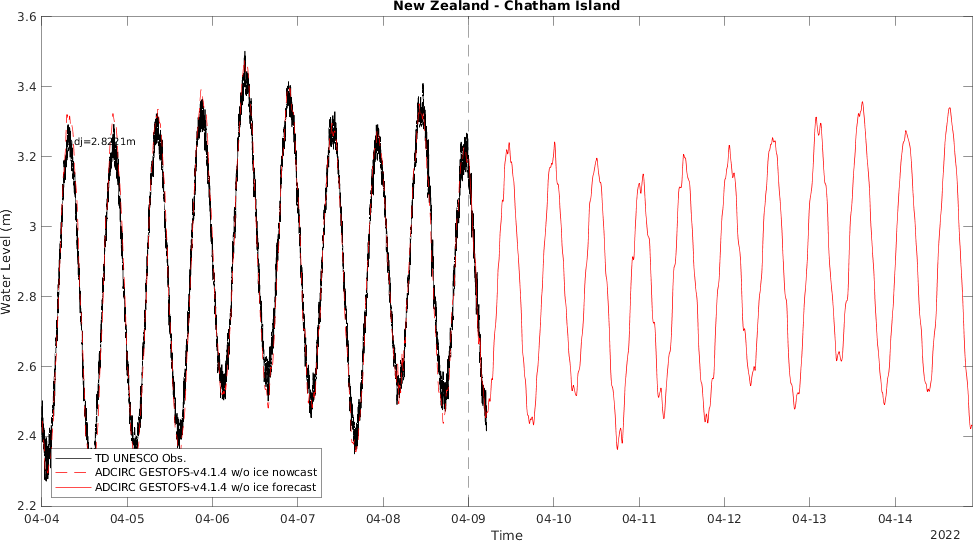 New Zealand - Chatham Island
3.6
3.4
3.2
3
2.8
2.6
2.4
2.2
Water Level (m)
TD UNESCO Obs.
ADCIRC GESTOFS-v4.1.4 w/o ice nowcast
ADCIRC GESTOFS-v4.1.4 w/o ice forecast
04-04 04-05 04-06 04-07 04-08 04-09 04-10 04-11 04-12 04-13 04-14
Time
2022